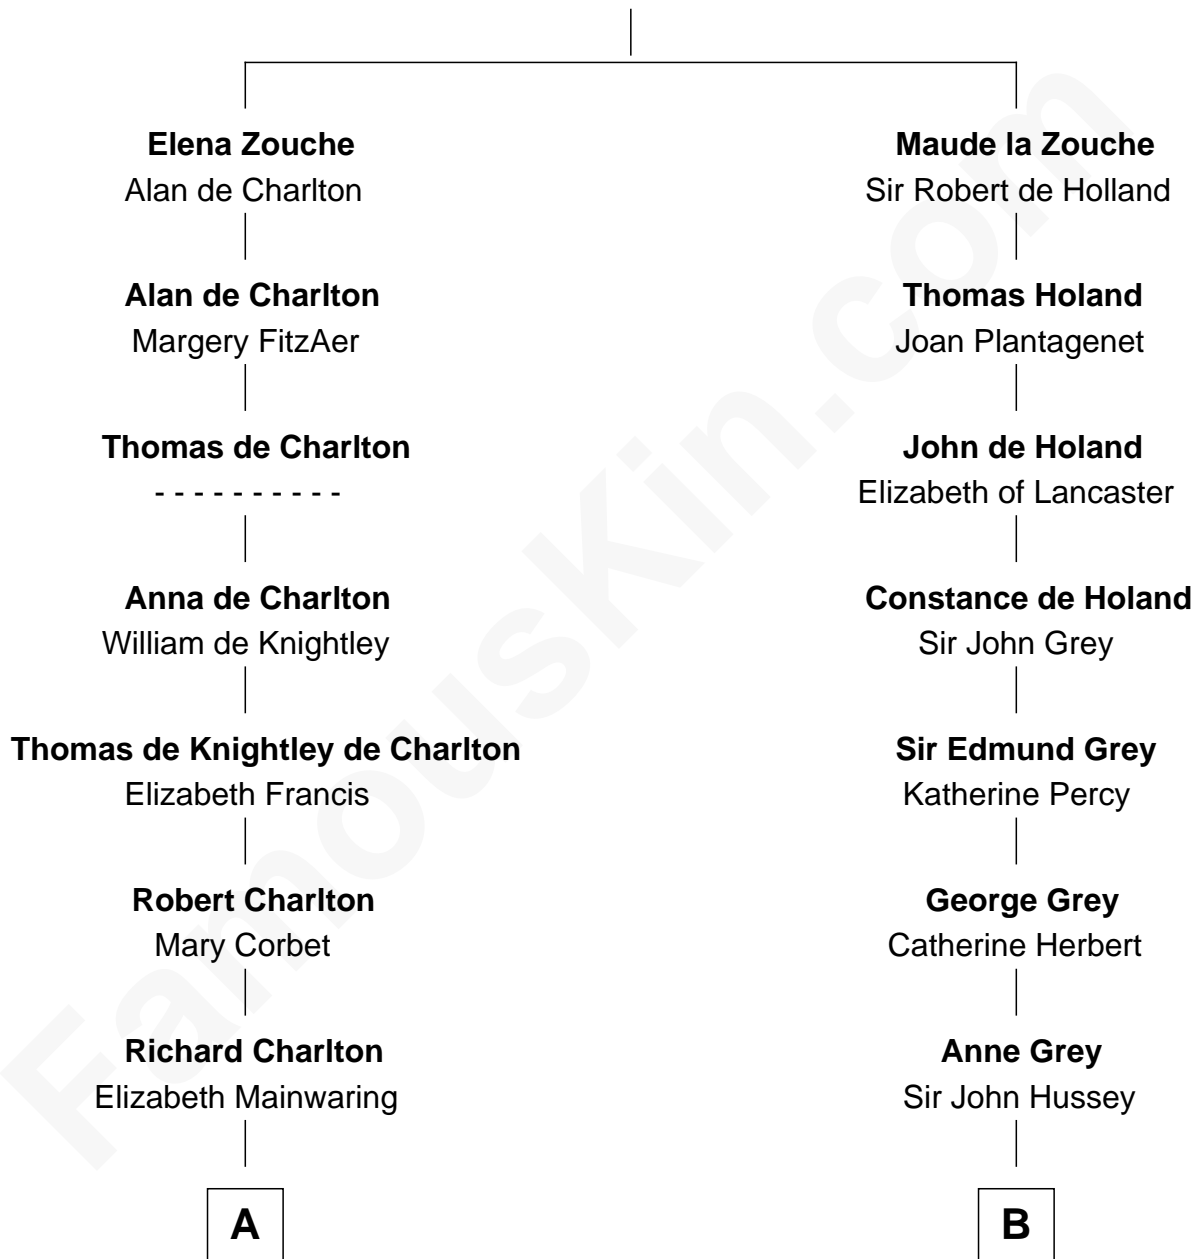 Elena Zouche
Alan de Charlton
Alan de Charlton
Margery FitzAer
Thomas de Charlton
- - - - - - - - - -
Anna de Charlton
William de Knightley
Thomas de Knightley de Charlton
Elizabeth Francis
Robert Charlton
Mary Corbet
Richard Charlton
Elizabeth Mainwaring
A
Maude la Zouche
Sir Robert de Holland
Thomas Holand
Joan Plantagenet
John de Holand
Elizabeth of Lancaster
Constance de Holand
Sir John Grey
Sir Edmund Grey
Katherine Percy
George Grey
Catherine Herbert
Anne Grey
Sir John Hussey
B
FamousKin.com